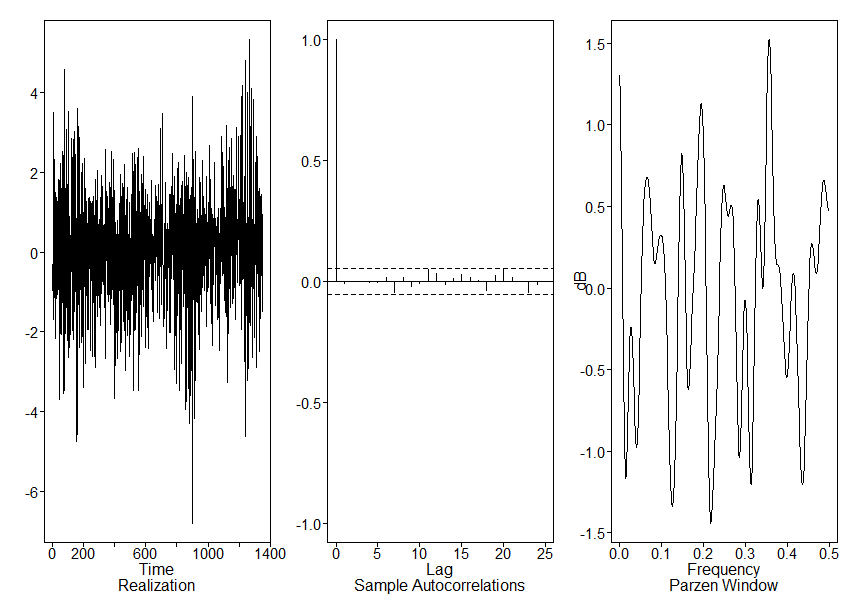 4
2
0
-2
-4
-6
0 200 600 1000 1400
Time
Realization
1.0
0.5
0.0
-0.5
-1.0
0 5 10 15 20 25
Lag
Sample Autocorrelations
dB
1.5
1.0
0.5
0.0
-0.5
-1.0
-1.5
0.0 0.1 0.2 0.3 0.4 0.5
Frequency
Parzen Window